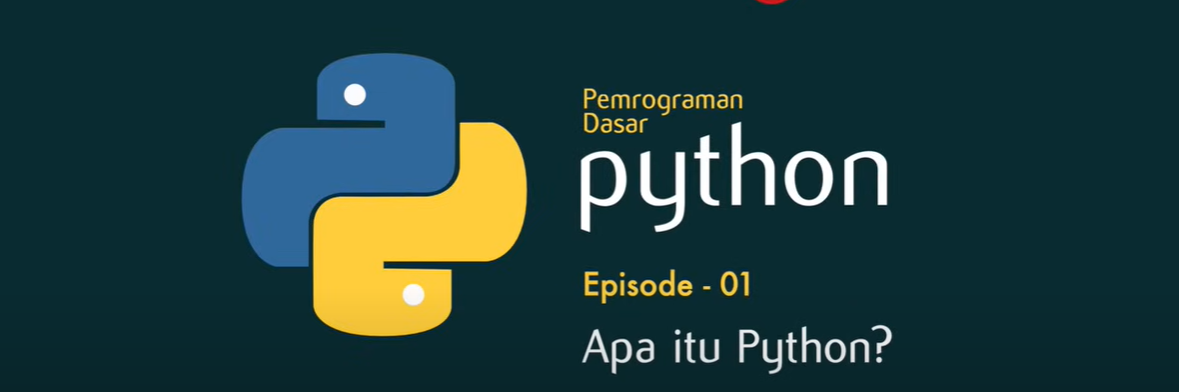 Pemrograman
Dasar
python
Episode - 01
Apa itu Python?